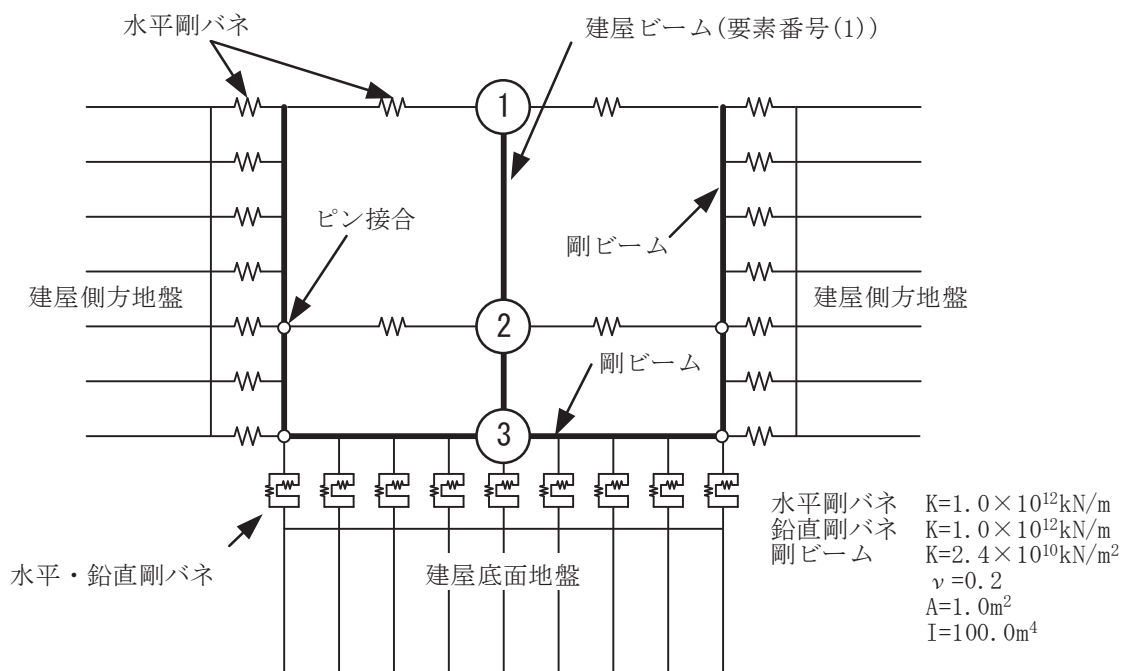 水平剛バネ
建屋ビーム(要素番号(1))
1
ピン接合
剛ビーム
建屋側方地盤
建屋側方地盤
2
剛ビーム
3
水平剛バネ K=1.0×10¹²kN/m
鉛直剛バネ K=1.0×10¹²kN/m
剛ビーム K=2.4×10¹⁰kN/m²
ν=0.2
A=1.0m²
I=100.0m⁴
水平・鉛直剛バネ
建屋底面地盤